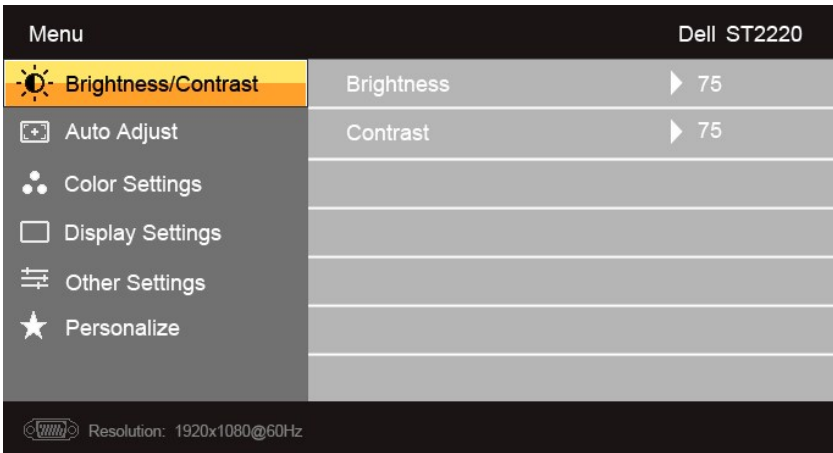 Menu Dell ST2220
Brightness/Contrast Brightness 75
Auto Adjust Contrast 75
Color Settings
Display Settings
Other Settings
Personalize
Resolution: 1920x1080@60Hz